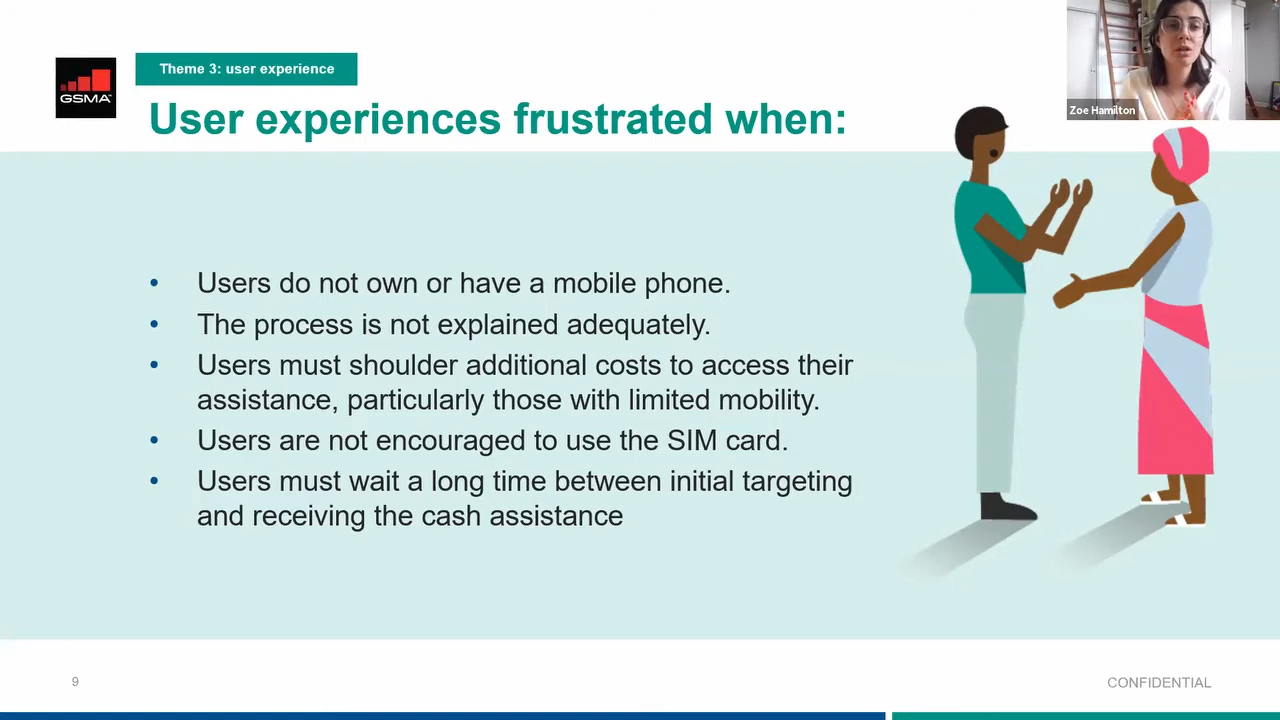 Zoe Hamilton
GSMA™
Theme 3: user experience
User experiences frustrated when:
• Users do not own or have a mobile phone.
• The process is not explained adequately.
• Users must shoulder additional costs to access their
assistance, particularly those with limited mobility.
• Users are not encouraged to use the SIM card.
• Users must wait a long time between initial targeting
and receiving the cash assistance
9
CONFIDENTIAL